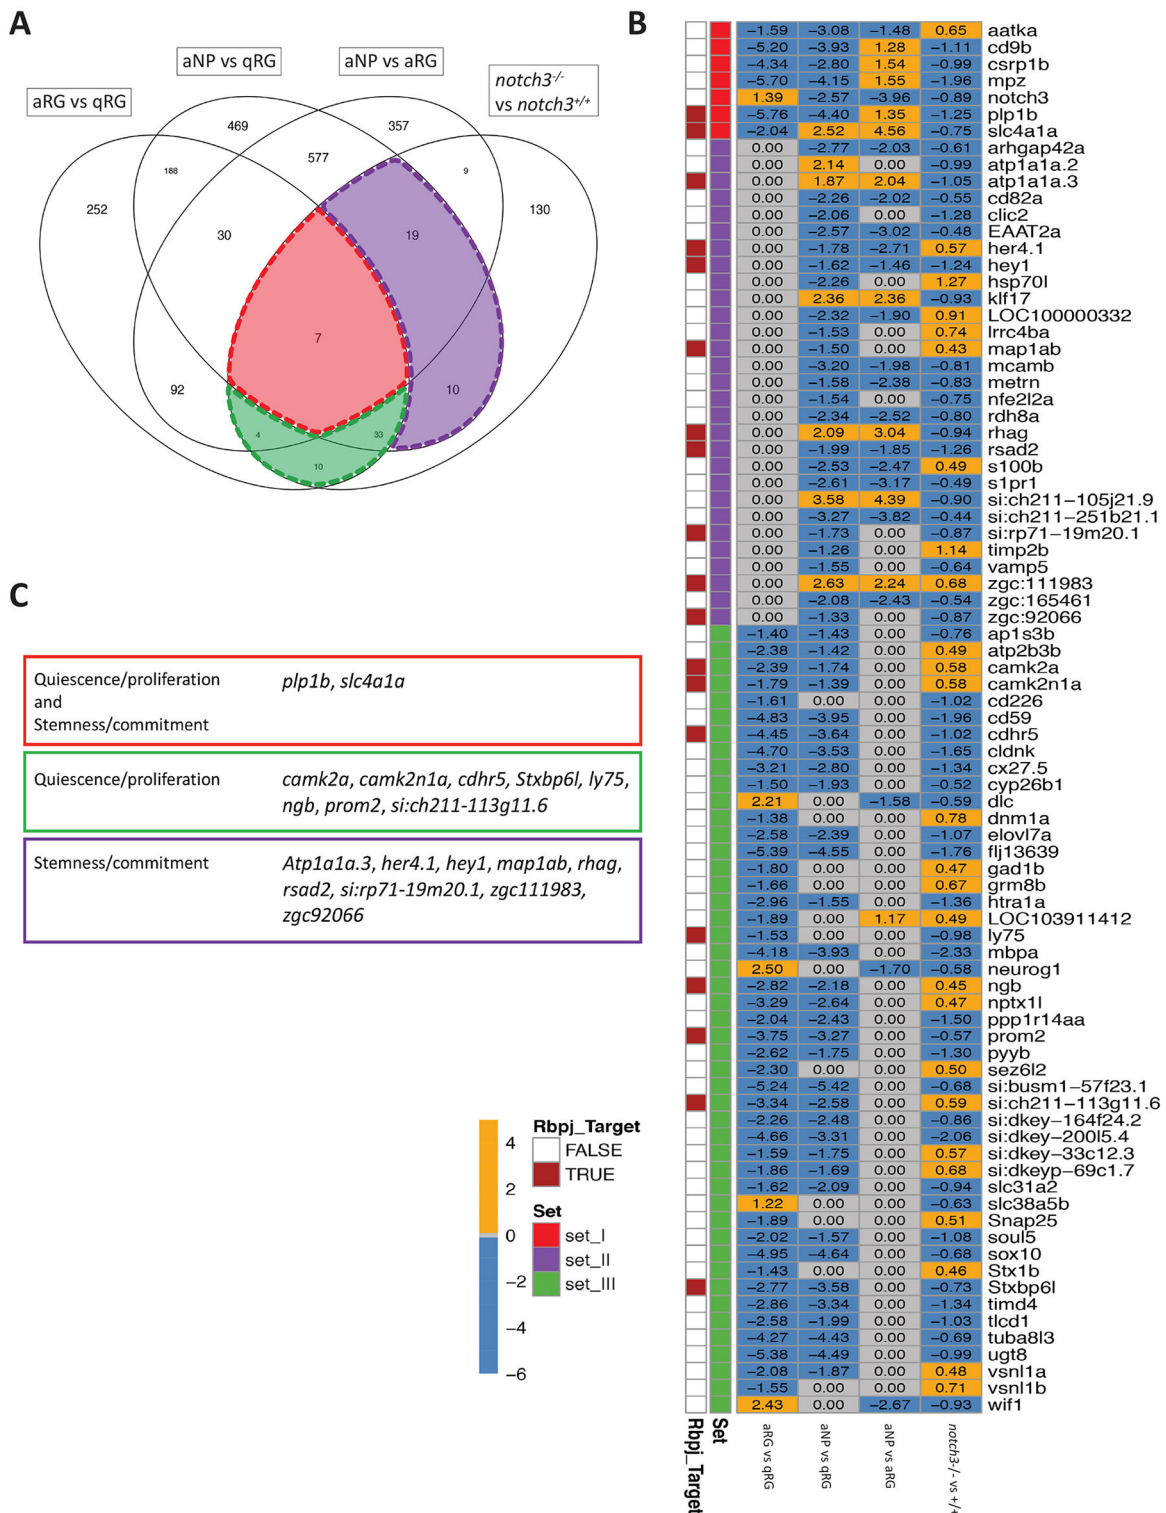 A
aRG vs qRG
aNP vs qRG
aNP vs aRG
notch3-/-
vs notch3+/+
469
357
188
577
9
252
130
30
19
7
92
10
4
33
10
B
−1.59 −3.08 −1.48 0.65 aatka
−5.20 −3.93 1.28 −1.11 cd9b
−4.34 −2.80 1.54 −0.99 csrp1b
−5.70 −4.15 1.55 −1.96 mpz
1.39 −2.57 −3.96 −0.89 notch3
−5.76 −4.40 1.35 −1.25 plp1b
−2.04 2.52 4.56 −0.75 slc4a1a
0.00 −2.77 −2.03 −0.61 arhgap42a
0.00 2.14 0.00 −0.99 atp1a1a.2
0.00 1.87 2.04 −1.05 atp1a1a.3
0.00 −2.26 −2.02 −0.55 cd82a
0.00 −2.06 0.00 −1.28 clic2
0.00 −2.57 −3.02 −0.48 EAAT2a
0.00 −1.78 −2.71 0.57 her4.1
0.00 −1.62 −1.46 −1.24 hey1
0.00 −2.26 0.00 1.27 hsp70l
0.00 2.36 2.36 −0.93 klf17
0.00 −2.32 −1.90 0.91 LOC100000332
0.00 −1.53 0.00 0.74 lrrc4ba
0.00 −1.50 0.00 0.43 map1ab
0.00 −3.20 −1.98 −0.81 mcamb
0.00 −1.58 −2.38 −0.83 metrn
0.00 −1.54 0.00 −0.75 nfe2l2a
0.00 −2.34 −2.52 −0.80 rdh8a
0.00 2.09 3.04 −0.94 rhag
0.00 −1.99 −1.85 −1.26 rsad2
0.00 −2.53 −2.47 0.49 s100b
0.00 −2.61 −3.17 −0.49 s1pr1
0.00 3.58 4.39 −0.90 si:ch211−105j21.9
0.00 −3.27 −3.82 −0.44 si:ch211−251b21.1
0.00 −1.73 0.00 −0.87 si:rp71−19m20.1
0.00 −1.26 0.00 1.14 timp2b
0.00 −1.55 0.00 −0.64 vamp5
0.00 2.63 2.24 0.68 zgc:111983
0.00 −2.08 −2.43 −0.54 zgc:165461
0.00 −1.33 0.00 −0.87 zgc:92066
−1.40 −1.43 0.00 −0.76 ap1s3b
−2.38 −1.42 0.00 0.49 atp2b3b
−2.39 −1.74 0.00 0.58 camk2a
−1.79 −1.39 0.00 0.58 camk2n1a
−1.61 0.00 0.00 −1.02 cd226
−4.83 −3.95 0.00 −1.96 cd59
−4.45 −3.64 0.00 −1.02 cdhr5
−4.70 −3.53 0.00 −1.65 cldnk
−3.21 −2.80 0.00 −1.34 cx27.5
−1.50 −1.93 0.00 −0.52 cyp26b1
2.21 0.00 −1.58 −0.59 dlc
−1.38 0.00 0.00 0.78 dnm1a
−2.58 −2.39 0.00 −1.07 elovl7a
−5.39 −4.55 0.00 −1.76 flj13639
−1.80 0.00 0.00 0.47 gad1b
−1.66 0.00 0.00 0.67 grm8b
−2.96 −1.55 0.00 −1.36 htra1a
−1.89 0.00 1.17 0.49 LOC103911412
−1.53 0.00 0.00 −0.98 ly75
−4.18 −3.93 0.00 −2.33 mbpa
2.50 0.00 −1.70 −0.58 neurog1
−2.82 −2.18 0.00 0.45 ngb
−3.29 −2.64 0.00 0.47 nptx1l
−2.04 −2.43 0.00 −1.50 ppp1r14aa
−3.75 −3.27 0.00 −0.57 prom2
−2.62 −1.75 0.00 −1.30 pyyb
−2.30 0.00 0.00 0.50 sez6l2
−5.24 −5.42 0.00 −0.68 si:busm1−57f23.1
−3.34 −2.58 0.00 0.59 si:ch211−113g11.6
−2.26 −2.48 0.00 −0.86 si:dkey−164f24.2
−4.66 −3.31 0.00 −2.06 si:dkey−200l5.4
−1.59 −1.75 0.00 0.57 si:dkey−33c12.3
−1.86 −1.69 0.00 0.68 si:dkeyp−69c1.7
−1.62 −2.09 0.00 −0.94 slc31a2
1.22 0.00 0.00 −0.63 slc38a5b
−1.89 0.00 0.00 0.51 Snap25
−2.02 −1.57 0.00 −1.08 soul5
−4.95 −4.64 0.00 −0.68 sox10
−1.43 0.00 0.00 0.46 Stx1b
−2.77 −3.58 0.00 −0.73 Stxbp6l
−2.86 −3.34 0.00 −1.34 timd4
−2.58 −1.99 0.00 −1.03 tlcd1
−4.27 −4.43 0.00 −0.69 tuba8l3
−5.38 −4.49 0.00 −0.99 ugt8
−2.08 −1.87 0.00 0.48 vsnl1a
−1.55 0.00 0.00 0.71 vsnl1b
2.43 0.00 −2.67 −0.93 wif1
Rbpj_Target
Set
aRG vs qRG
aNP vs qRG
aNP vs aRG
notch3-/- vs +/+
C
Quiescence/proliferation
and
Stemness/commitment
plp1b, slc4a1a
Quiescence/proliferation
camk2a, camk2n1a, cdhr5, Stxbp6l, ly75,
ngb, prom2, si:ch211-113g11.6
Stemness/commitment
Atp1a1a.3, her4.1, hey1, map1ab, rhag,
rsad2, si:rp71-19m20.1, zgc111983,
zgc92066
4
2
0
−2
−4
−6
Rbpj_Target
FALSE
TRUE
Set
set_I
set_II
set_III